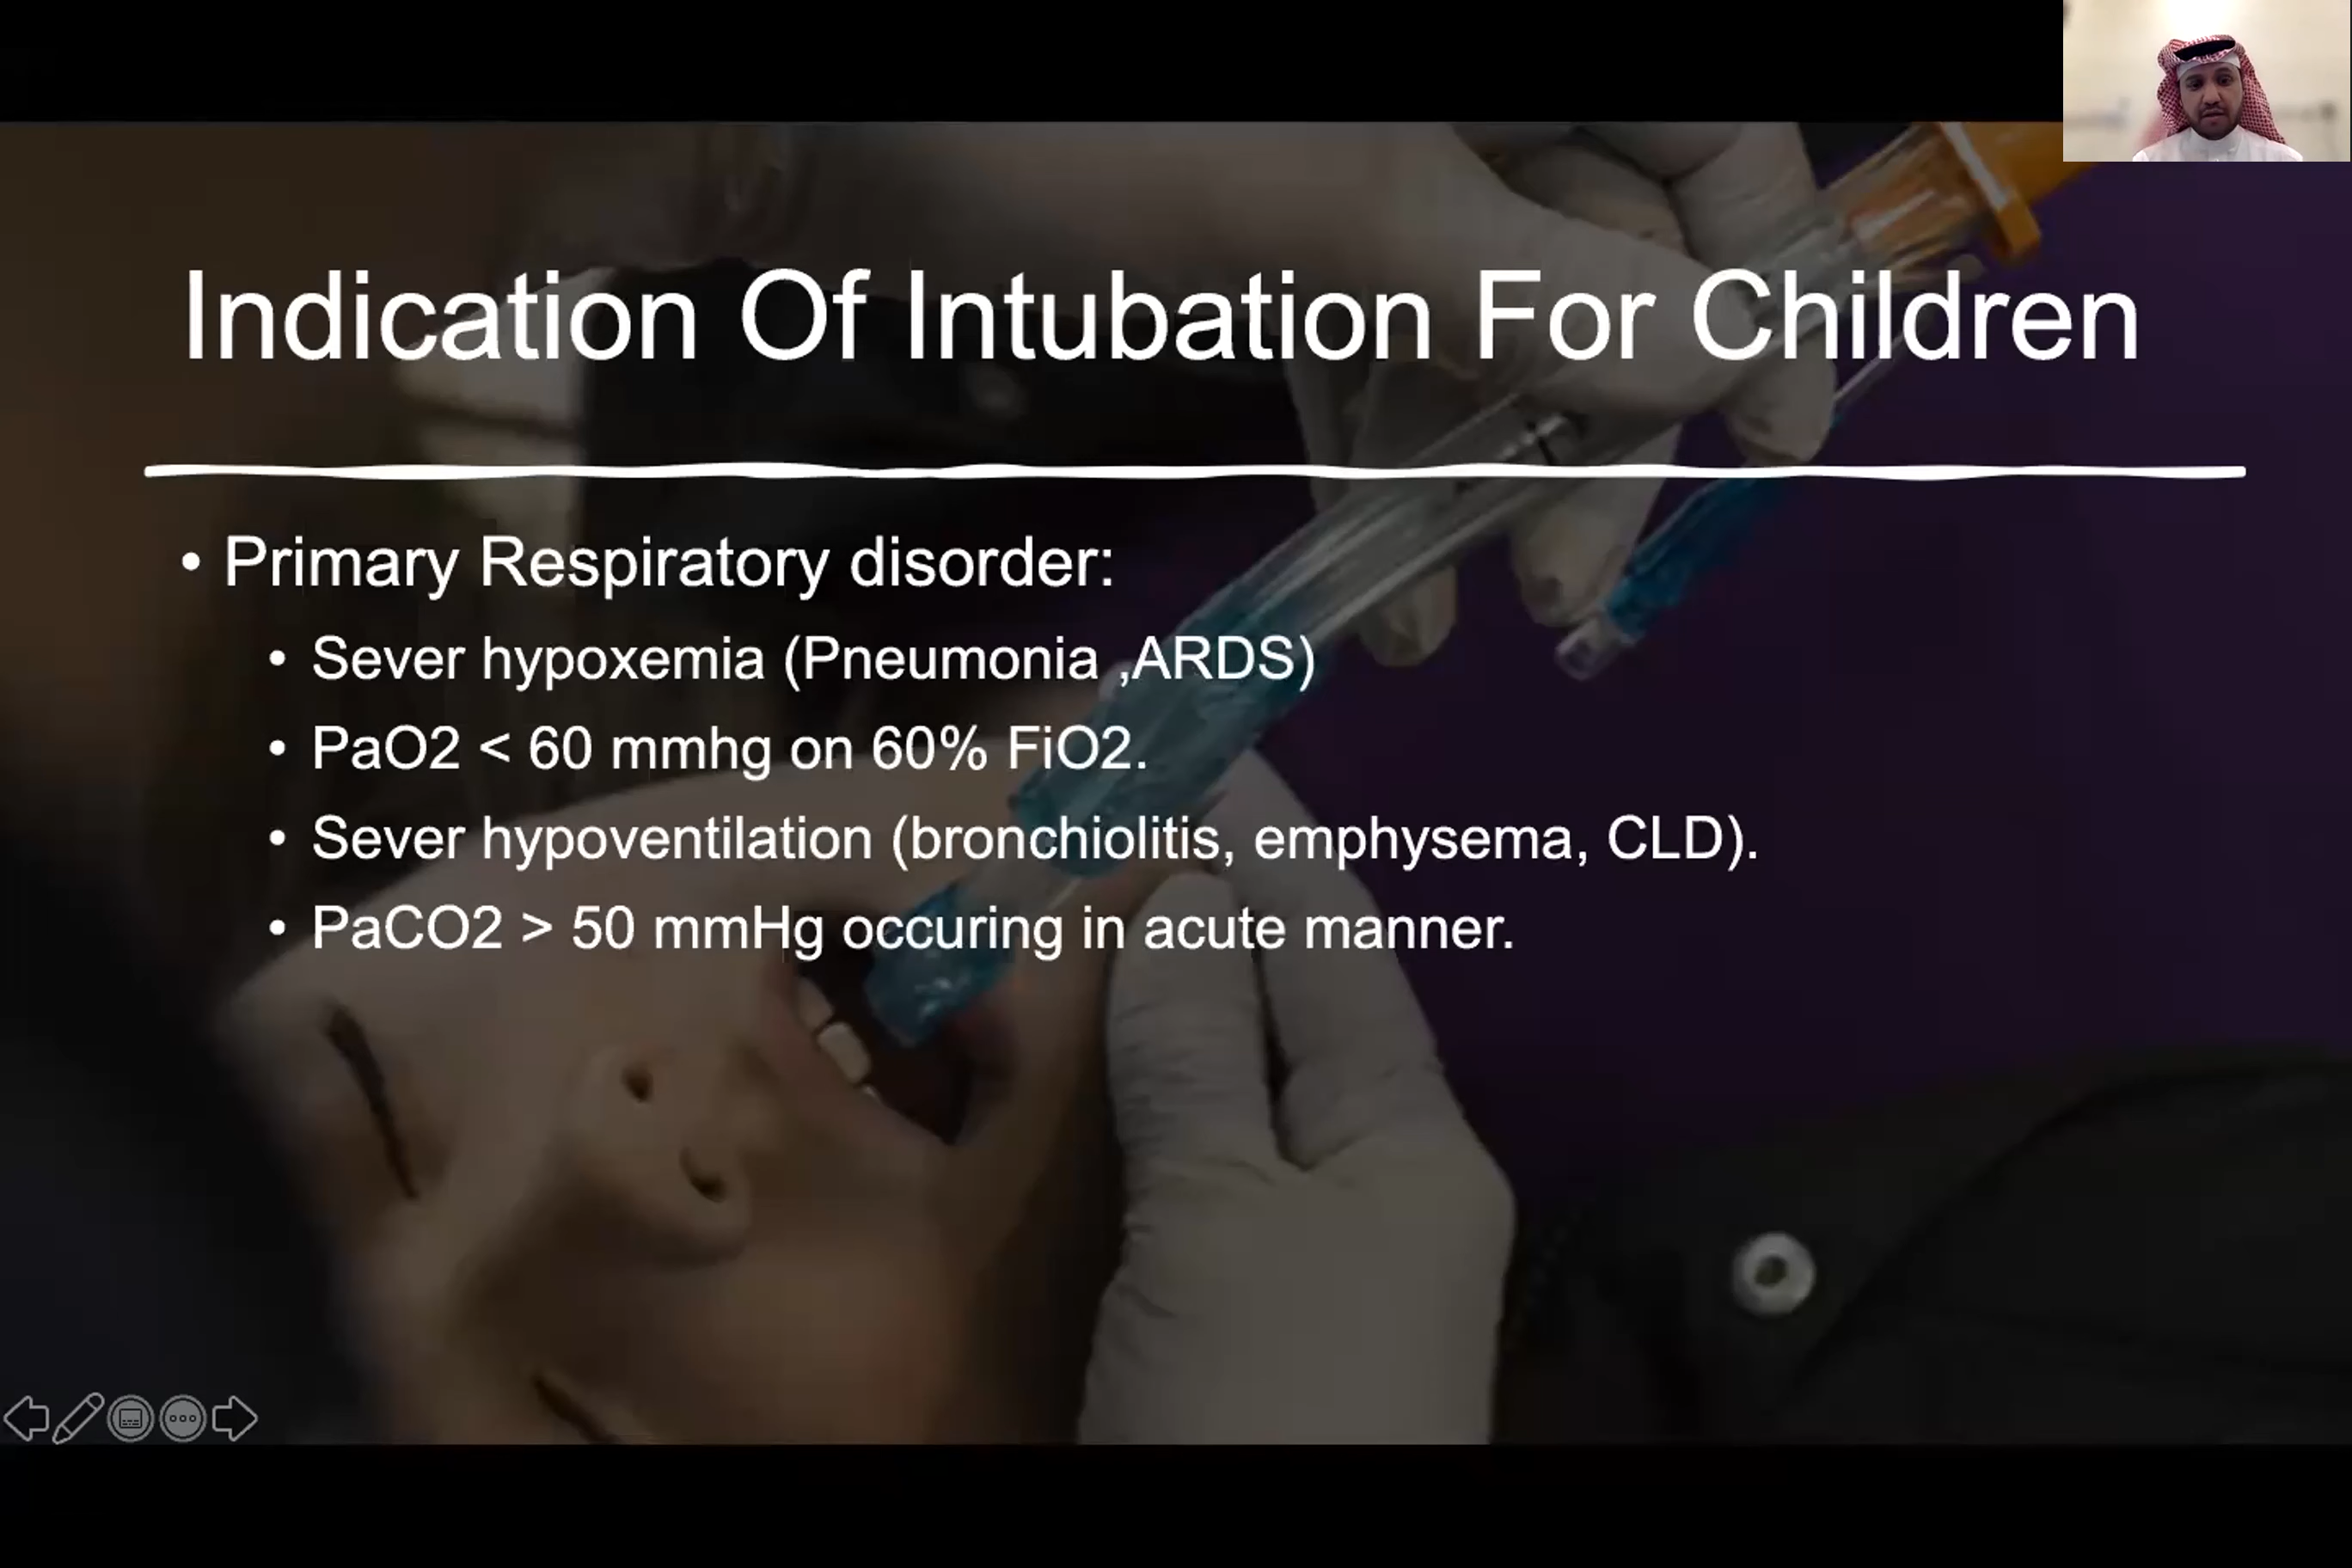 Indication Of Intubation For Children
• Primary Respiratory disorder:
• Sever hypoxemia (Pneumonia ,ARDS)
• PaO2 < 60 mmhg on 60% FiO2.
• Sever hypoventilation (bronchiolitis, emphysema, CLD).
• PaCO2 > 50 mmHg occuring in acute manner.